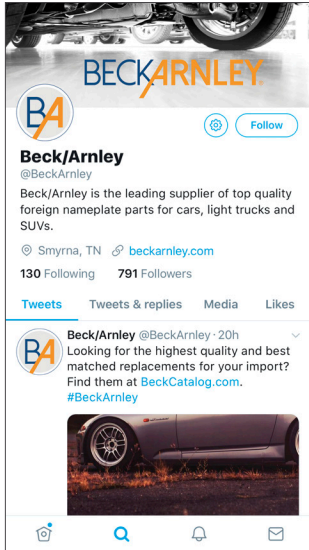 BECKARNLEY
BA
Follow
Beck/Arnley
@BeckArnley
Beck/Arnley is the leading supplier of top quality
foreign nameplate parts for cars, light trucks and
SUVs.
Smyrna, TN beckarnley.com
130 Following 791 Followers
Tweets Tweets & replies Media Likes
BA
Beck/Arnley @BeckArnley · 20h
Looking for the highest quality and best
matched replacements for your import?
Find them at BeckCatalog.com.
#BeckArnley